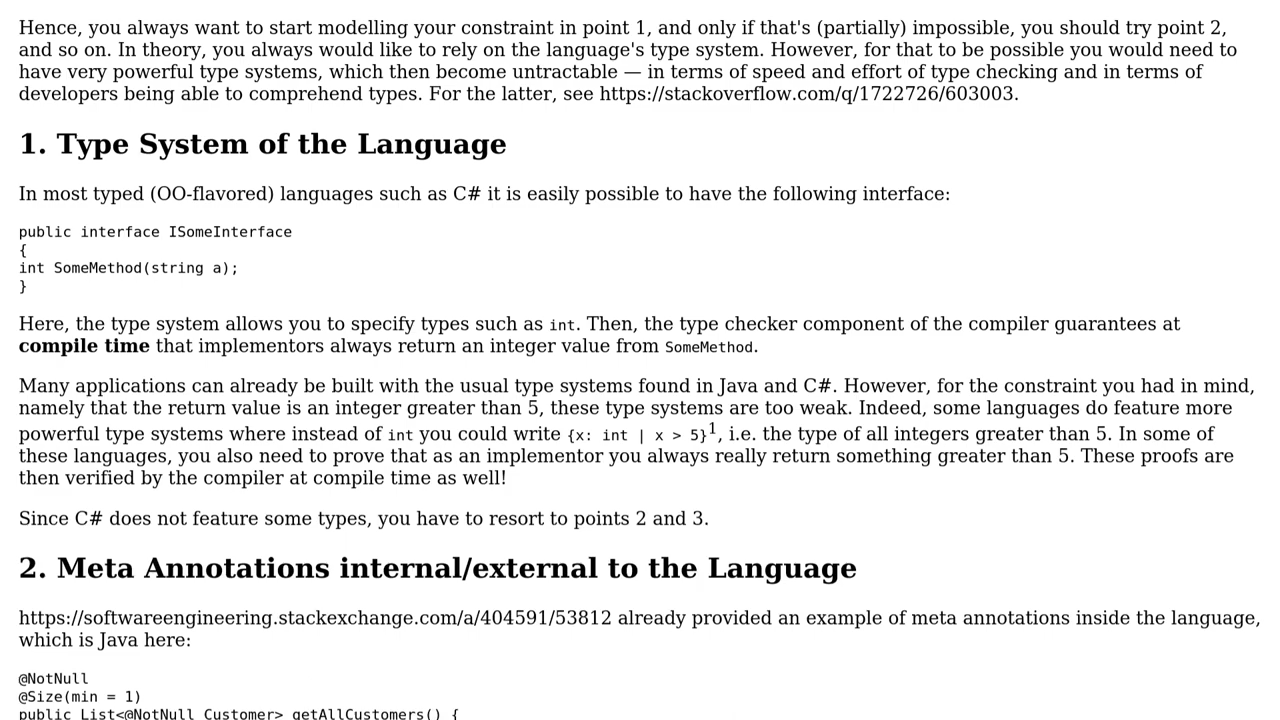 Hence, you always want to start modelling your constraint in point 1, and only if that's (partially) impossible, you should try point 2,
and so on. In theory, you always would like to rely on the language's type system. However, for that to be possible you would need to
have very powerful type systems, which then become untractable — in terms of speed and effort of type checking and in terms of
developers being able to comprehend types. For the latter, see https://stackoverflow.com/q/1722726/603003.
1. Type System of the Language
In most typed (OO-flavored) languages such as C# it is easily possible to have the following interface:
public interface ISomeInterface
{
int SomeMethod(string a);
}
Here, the type system allows you to specify types such as int. Then, the type checker component of the compiler guarantees at
compile time that implementors always return an integer value from SomeMethod.
Many applications can already be built with the usual type systems found in Java and C#. However, for the constraint you had in mind,
namely that the return value is an integer greater than 5, these type systems are too weak. Indeed, some languages do feature more
powerful type systems where instead of int you could write {x: int | x > 5}1, i.e. the type of all integers greater than 5. In some of
these languages, you also need to prove that as an implementor you always really return something greater than 5. These proofs are
then verified by the compiler at compile time as well!
Since C# does not feature some types, you have to resort to points 2 and 3.
2. Meta Annotations internal/external to the Language
https://softwareengineering.stackexchange.com/a/404591/53812 already provided an example of meta annotations inside the language,
which is Java here:
@NotNull
@Size(min = 1)
public List<@NotNull Customer> getAllCustomers() {